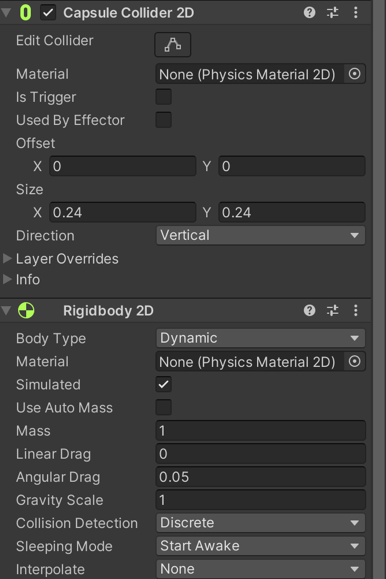 Capsule Collider 2D
Edit Collider
Material None (Physics Material 2D)
Is Trigger
Used By Effector
Offset
X 0 Y 0
Size
X 0.24 Y 0.24
Direction Vertical
Layer Overrides
Info
Rigidbody 2D
Body Type Dynamic
Material None (Physics Material 2D)
Simulated
Use Auto Mass
Mass 1
Linear Drag 0
Angular Drag 0.05
Gravity Scale 1
Collision Detection Discrete
Sleeping Mode Start Awake
Interpolate None